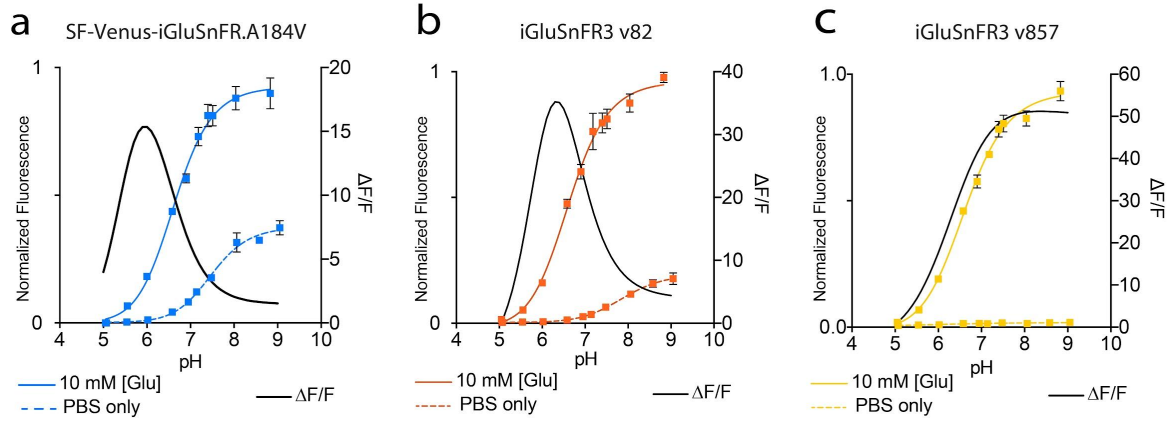 a
SF-Venus-iGluSnFR.A184V
Normalized Fluorescence
1
0
4 5 6 7 8 9 10
pH
20
15
10
5
0
ΔF/F
10 mM [Glu]
PBS only
ΔF/F
b
iGluSnFR3 v82
Normalized Fluorescence
1
0
4 5 6 7 8 9 10
pH
40
30
20
10
0
ΔF/F
10 mM [Glu]
PBS only
ΔF/F
c
iGluSnFR3 v857
Normalized Fluorescence
1.0
0.0
4 5 6 7 8 9 10
pH
60
50
40
30
20
10
0
ΔF/F
10 mM [Glu]
PBS only
ΔF/F